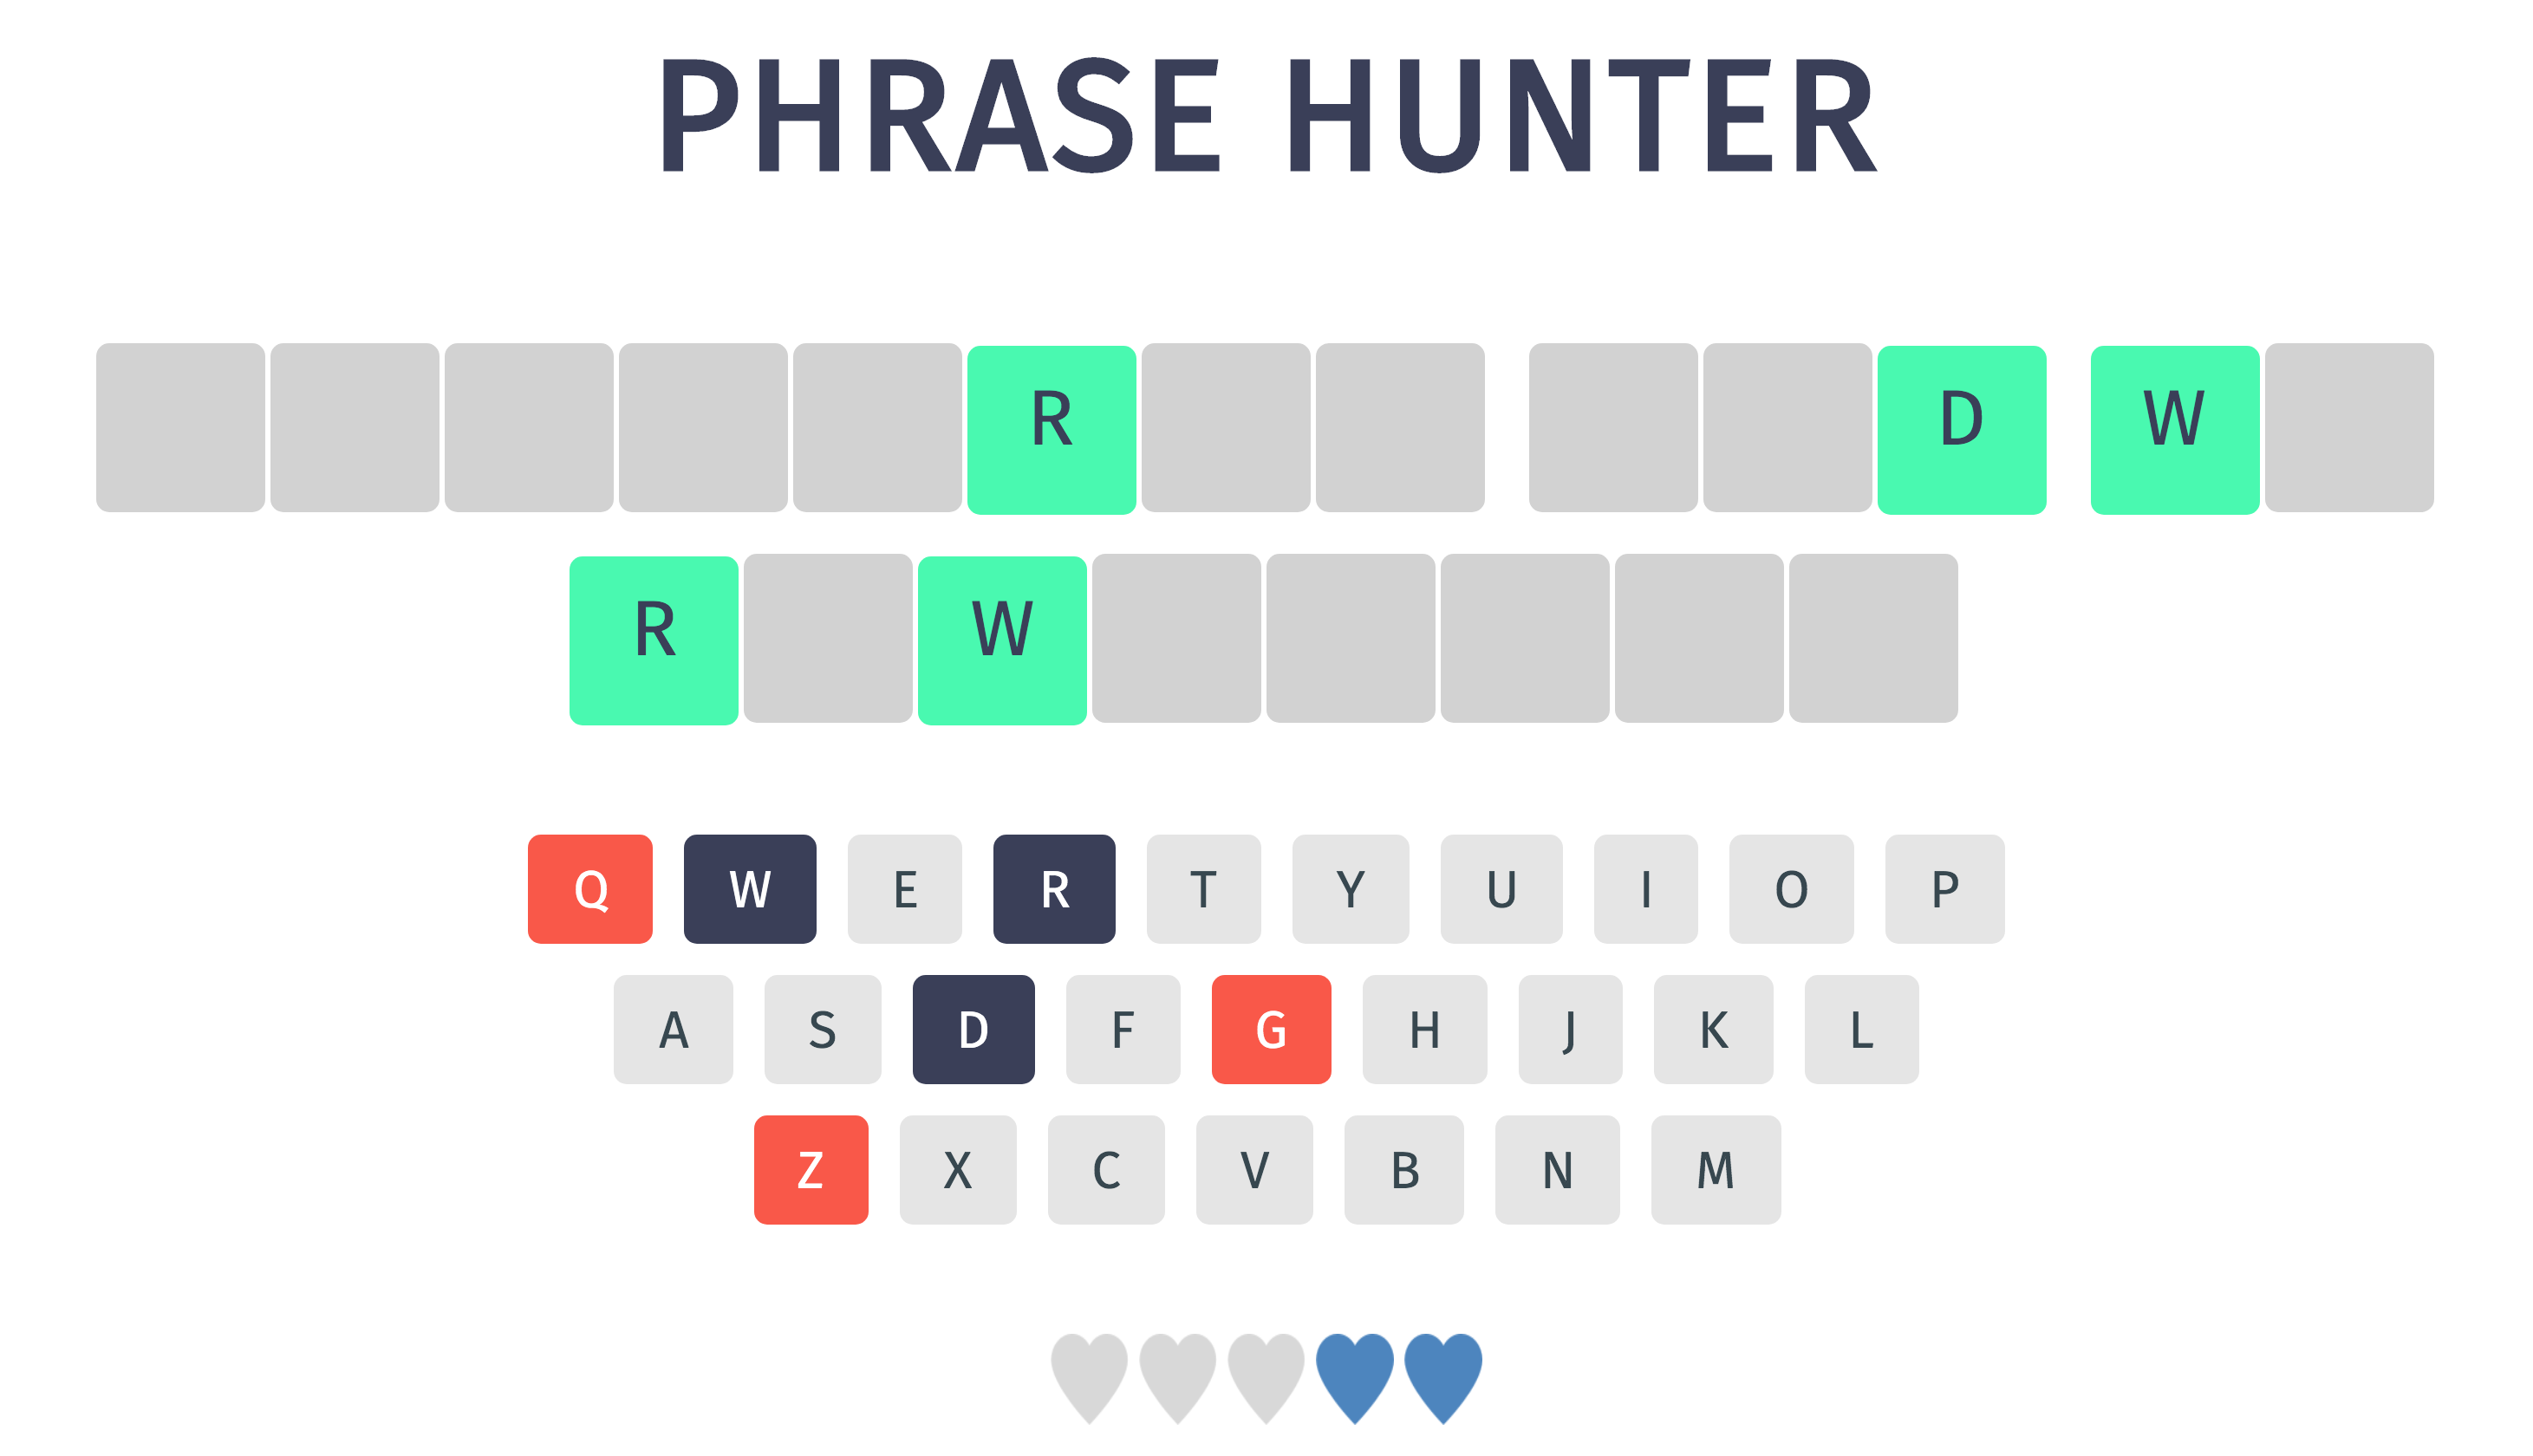 PHRASE HUNTER
R D W
R W
Q W E R T Y U I O P
A S D F G H J K L
Z X C V B N M